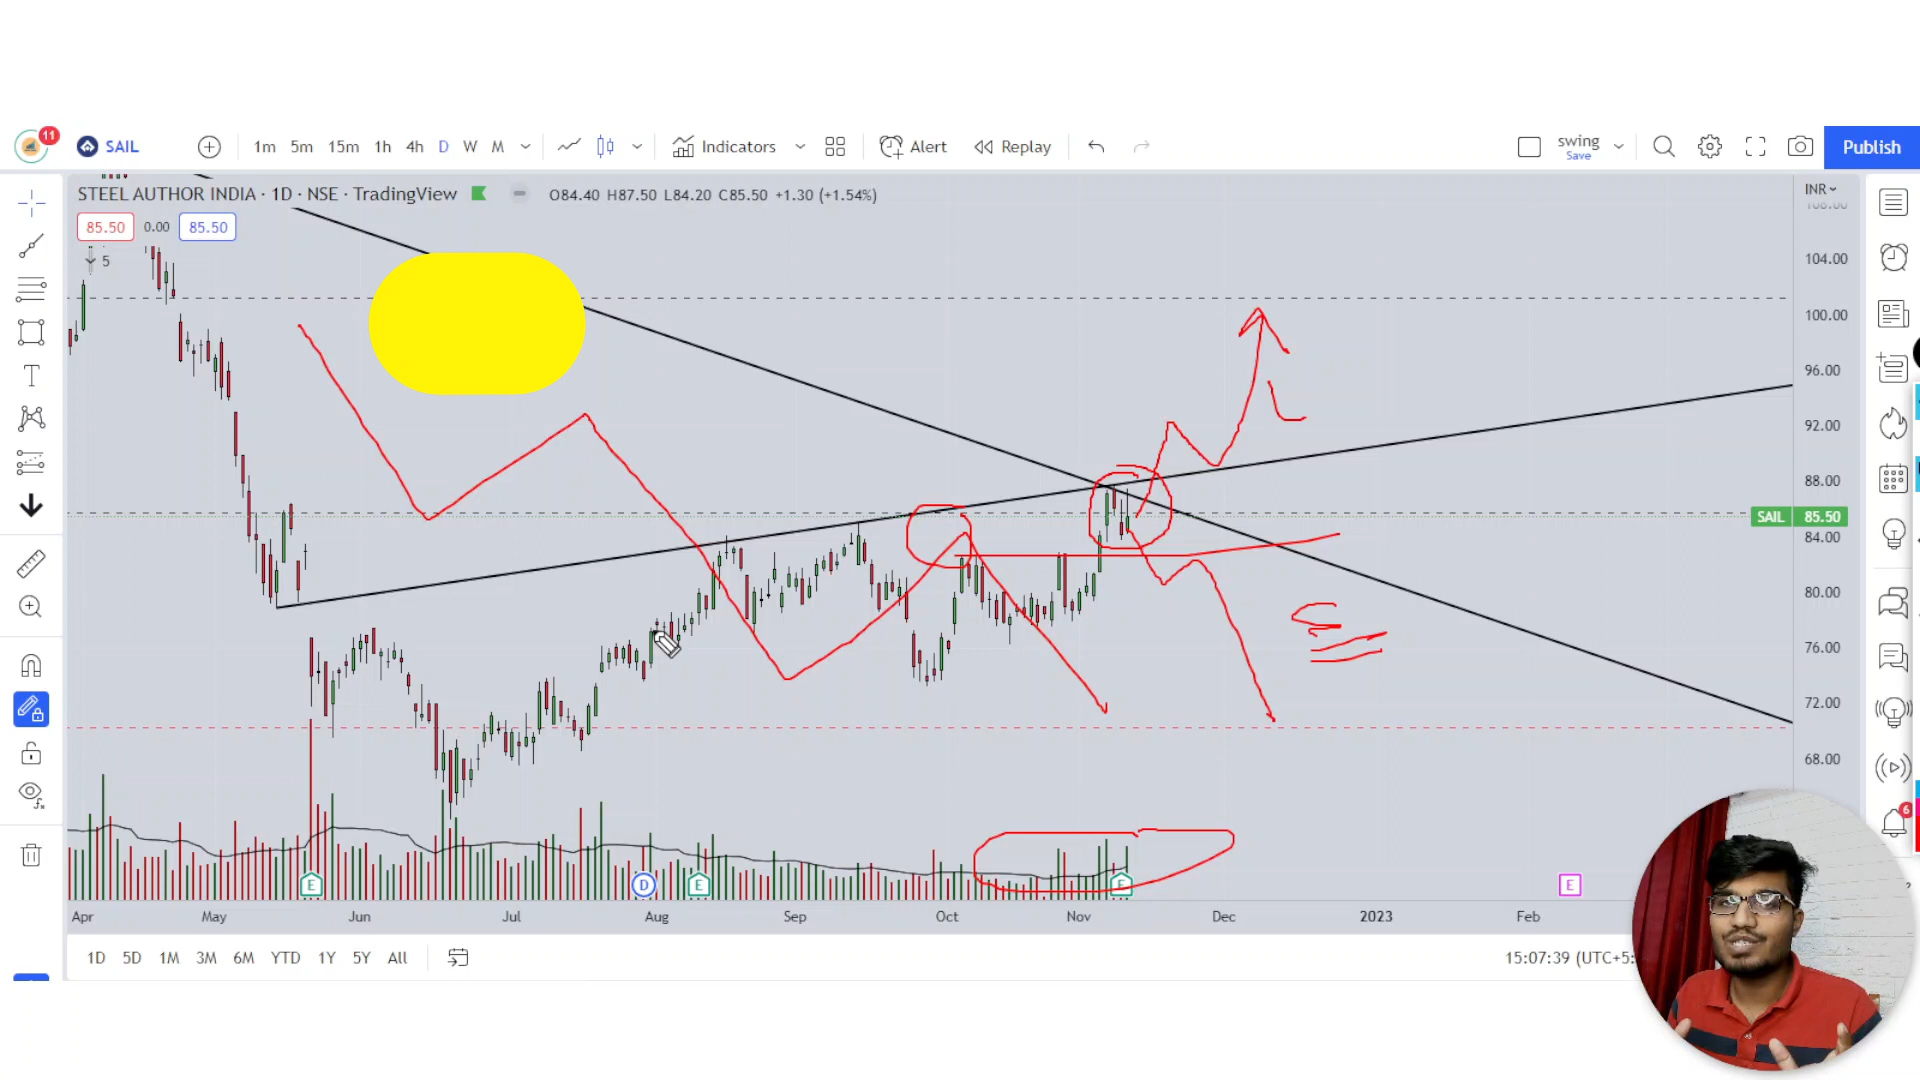 11
SAIL
1m 5m 15m 1h 4h D W M
Indicators
Alert
Replay
swing
Save
Publish
STEEL AUTHOR INDIA · 1D · NSE · TradingView
O84.40 H87.50 L84.20 C85.50 +1.30 (+1.54%)
INR
108.00
85.50 0.00 85.50
5
104.00
100.00
96.00
92.00
88.00
SAIL 85.50
84.00
80.00
76.00
72.00
68.00
T
6
E D E E E
Apr May Jun Jul Aug Sep Oct Nov Dec 2023 Feb
1D 5D 1M 3M 6M YTD 1Y 5Y All
15:07:39 (UTC+5: